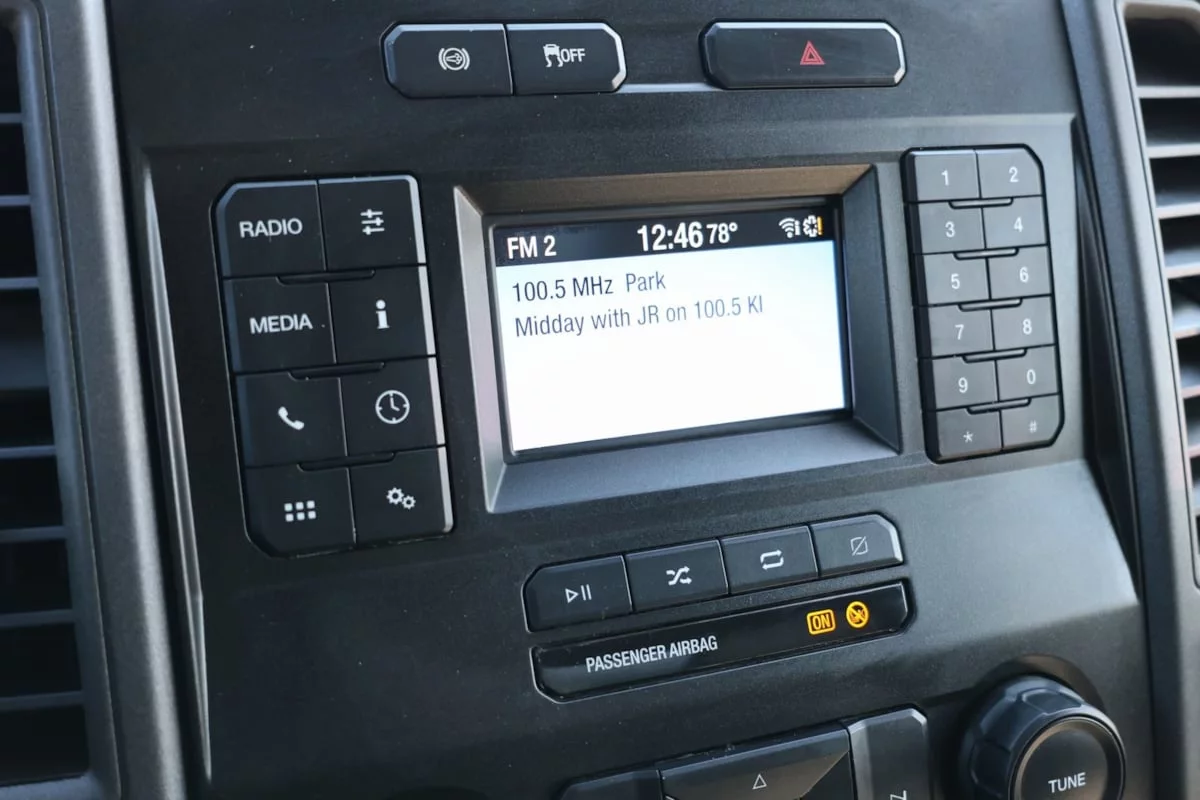 OFF
RADIO
MEDIA
FM 2 12:46 78°
100.5 MHz Park
Midday with JR on 100.5 KI
1 2
3 4
5 6
7 8
9 0
* #
PASSENGER AIRBAG ON
TUNE